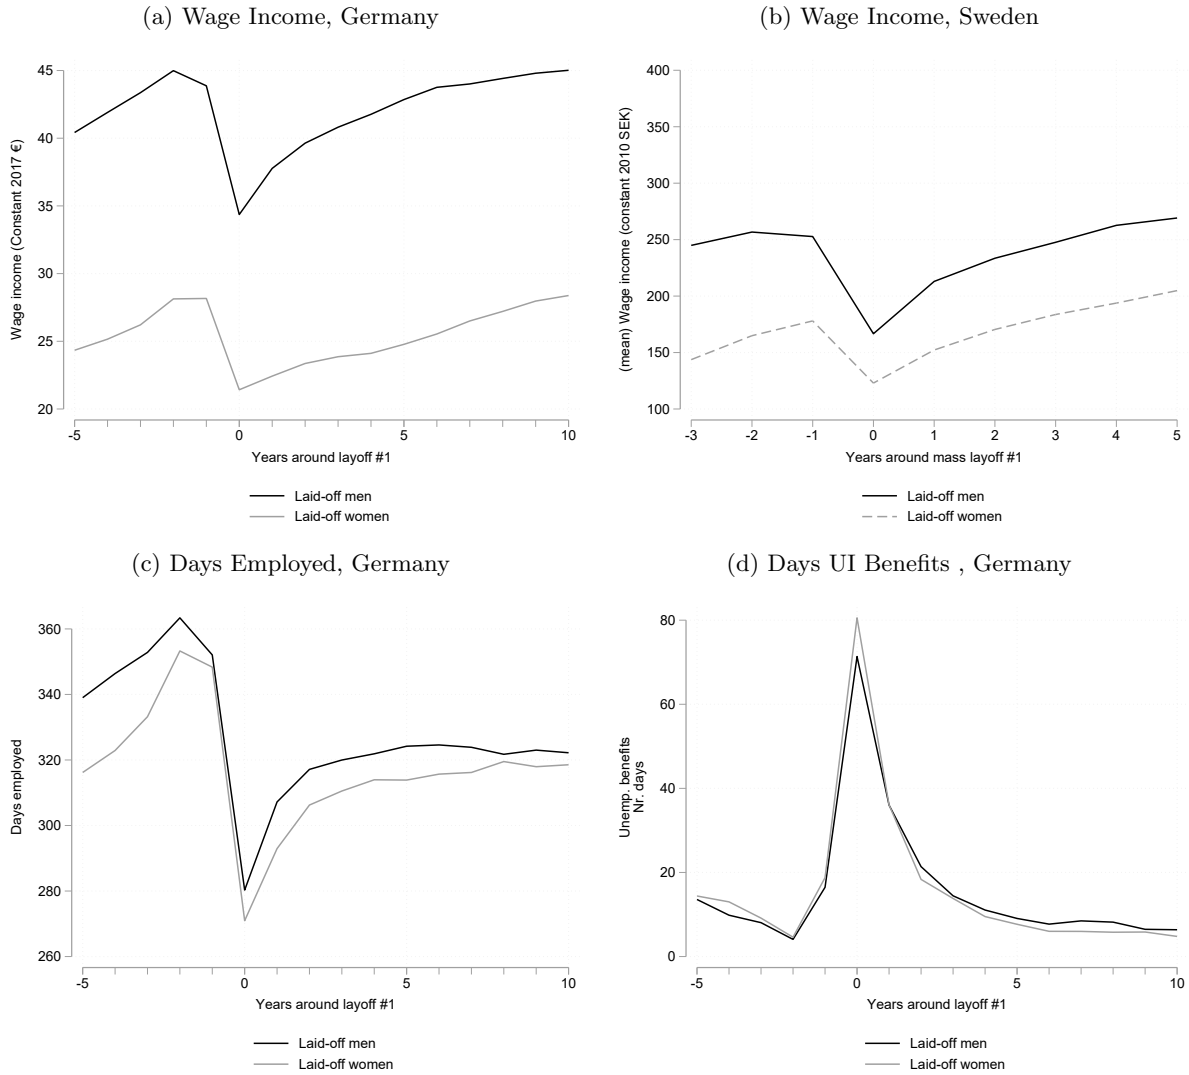 (a) Wage Income, Germany
45
40
35
30
25
20
Wage income (Constant 2017 €)
-5 0 5 10
Years around layoff #1
Laid-off men
Laid-off women
(b) Wage Income, Sweden
400
350
300
250
200
150
100
(mean) Wage income (constant 2010 SEK)
-3 -2 -1 0 1 2 3 4 5
Years around mass layoff #1
Laid-off men
Laid-off women
(c) Days Employed, Germany
360
340
320
300
280
260
Days employed
-5 0 5 10
Years around layoff #1
Laid-off men
Laid-off women
(d) Days UI Benefits , Germany
80
60
40
20
0
Unemp. benefits
Nr. days
-5 0 5 10
Years around layoff #1
Laid-off men
Laid-off women